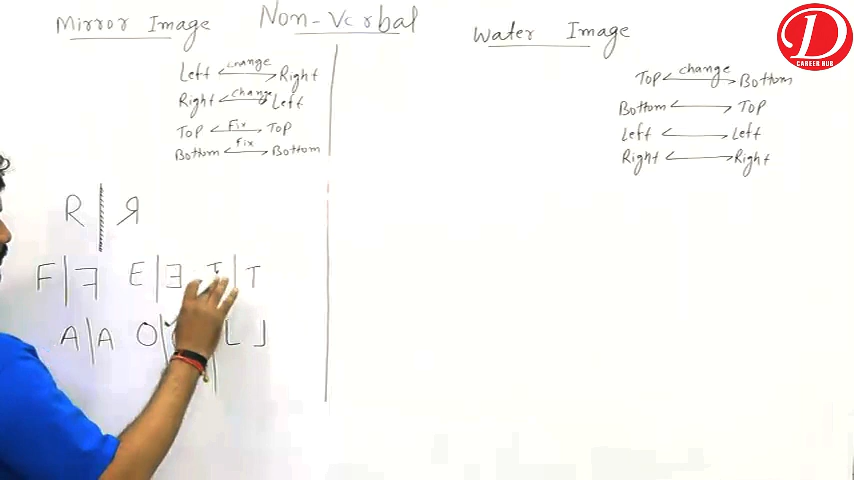 Mirror Image
Non-Verbal
Water Image
Left change Right
Right change Left
Top Fix Top
Bottom fix Bottom
Top change Bottom
Bottom Top
Left Left
Right Right
R Я
F E Ǝ T T
A A O L
D
CAREER HUB